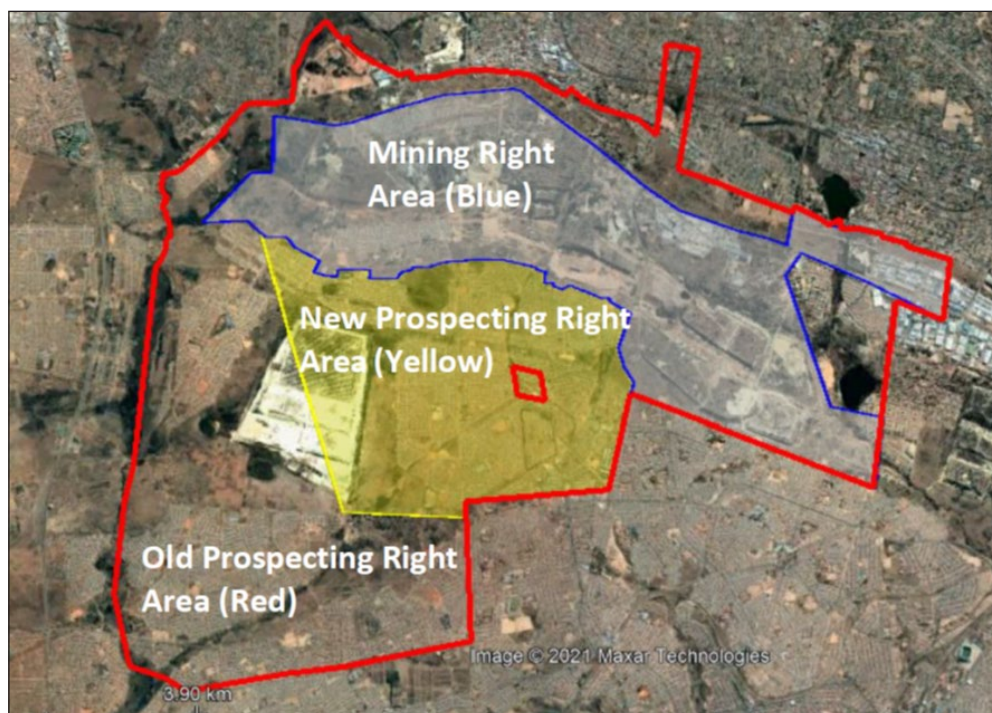 Mining Right
Area (Blue)
New Prospecting Right
Area (Yellow)
Old Prospecting Right
Area (Red)
Image © 2021 Maxar Technologies
3.90 km